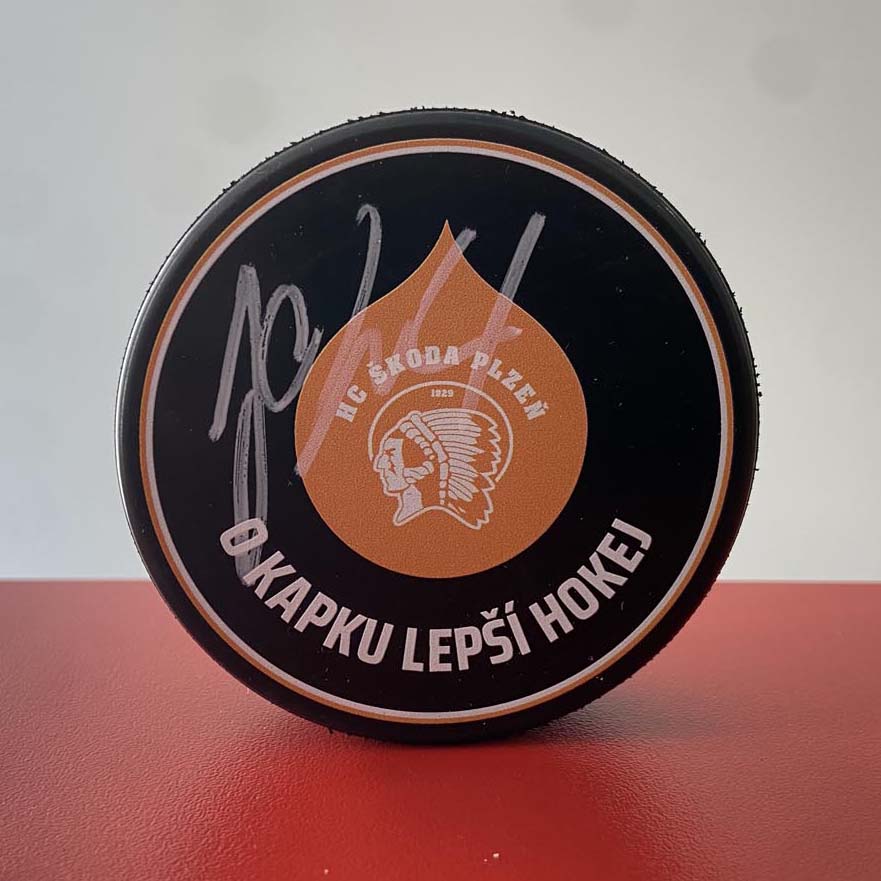 HC ŠKODA PLZEŇ
1929
O KAPKU LEPŠÍ HOKEJ